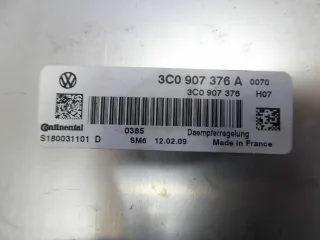 3C0 907 376 A 0070
3C0 907 376 H07
Continental
0385
Daempferregelung
S180031101 D
SM6 12.02.09
Made in France